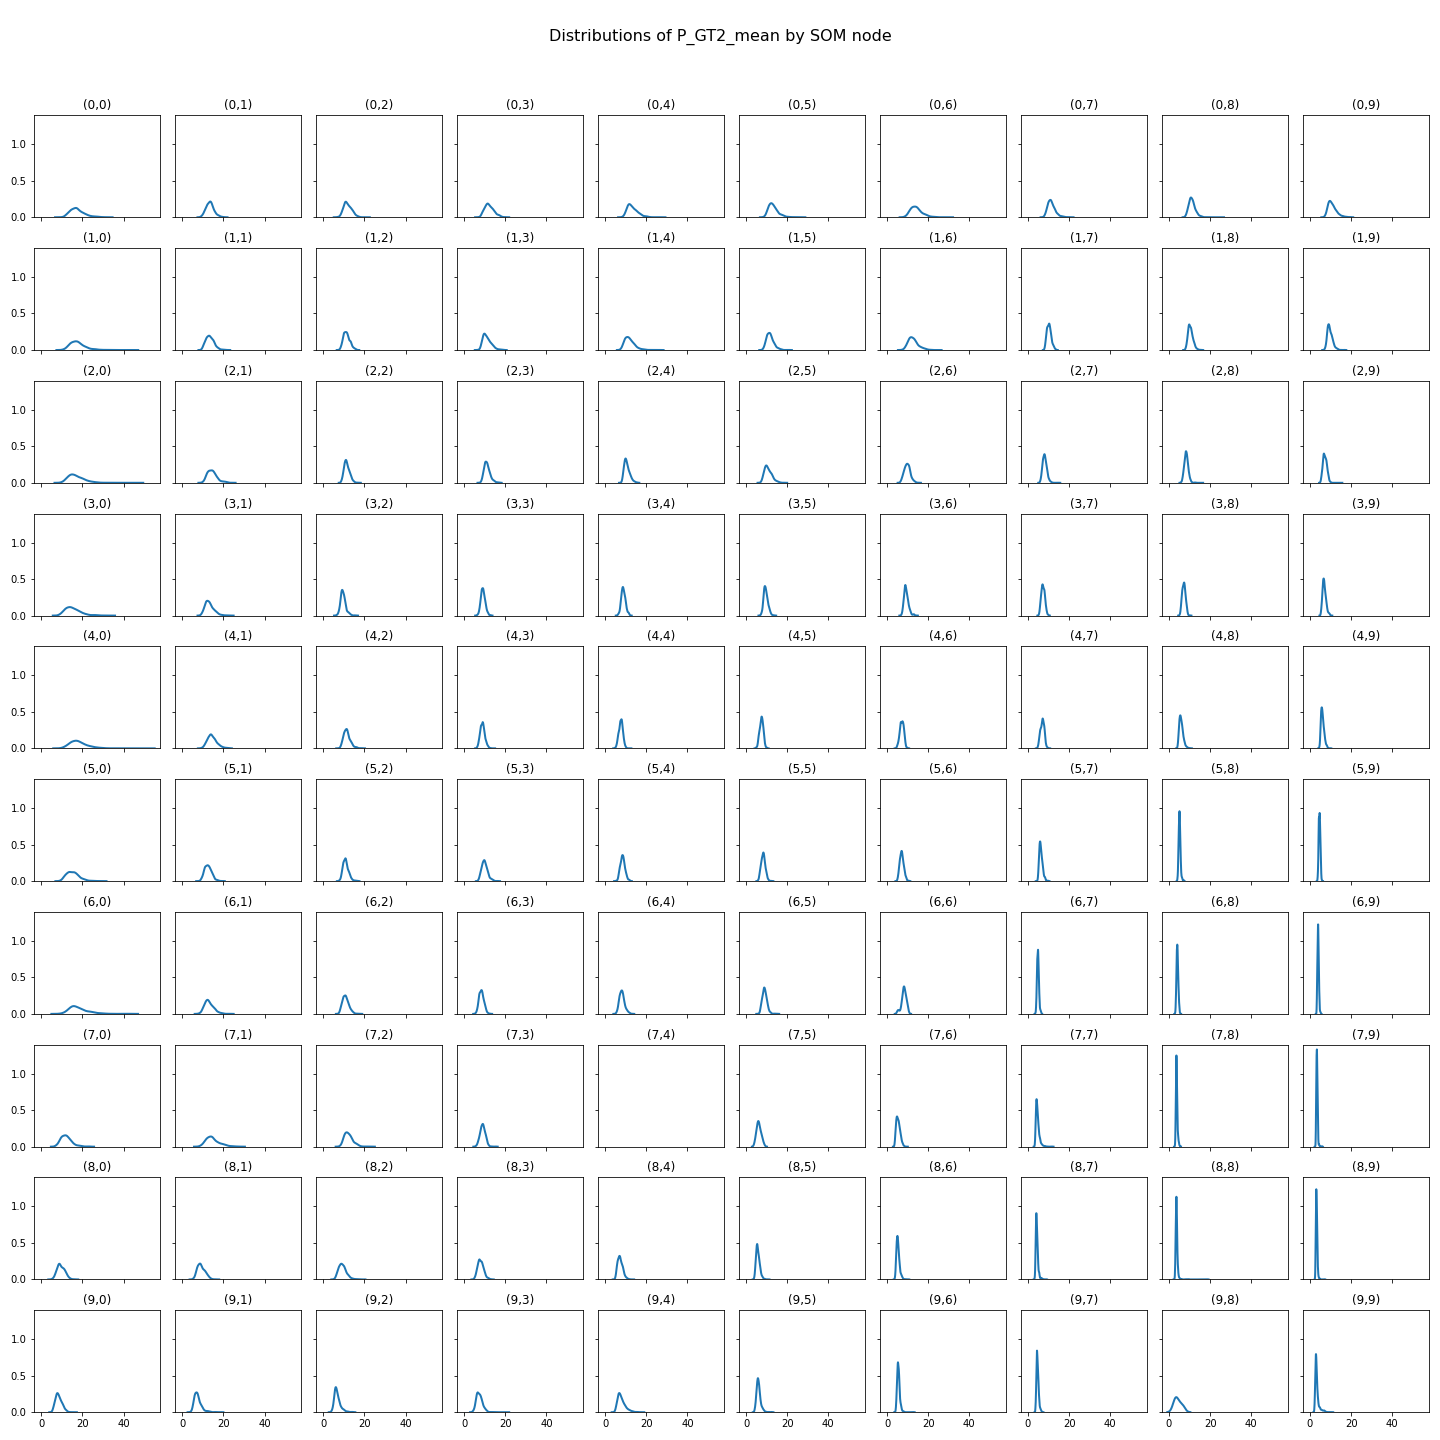 Distributions of P_GT2_mean by SOM node
(0,0) (0,1) (0,2) (0,3) (0,4) (0,5) (0,6) (0,7) (0,8) (0,9)
1.0
0.5
0.0
(1,0) (1,1) (1,2) (1,3) (1,4) (1,5) (1,6) (1,7) (1,8) (1,9)
1.0
0.5
0.0
(2,0) (2,1) (2,2) (2,3) (2,4) (2,5) (2,6) (2,7) (2,8) (2,9)
1.0
0.5
0.0
(3,0) (3,1) (3,2) (3,3) (3,4) (3,5) (3,6) (3,7) (3,8) (3,9)
1.0
0.5
0.0
(4,0) (4,1) (4,2) (4,3) (4,4) (4,5) (4,6) (4,7) (4,8) (4,9)
1.0
0.5
0.0
(5,0) (5,1) (5,2) (5,3) (5,4) (5,5) (5,6) (5,7) (5,8) (5,9)
1.0
0.5
0.0
(6,0) (6,1) (6,2) (6,3) (6,4) (6,5) (6,6) (6,7) (6,8) (6,9)
1.0
0.5
0.0
(7,0) (7,1) (7,2) (7,3) (7,4) (7,5) (7,6) (7,7) (7,8) (7,9)
1.0
0.5
0.0
(8,0) (8,1) (8,2) (8,3) (8,4) (8,5) (8,6) (8,7) (8,8) (8,9)
1.0
0.5
0.0
(9,0) (9,1) (9,2) (9,3) (9,4) (9,5) (9,6) (9,7) (9,8) (9,9)
1.0
0.5
0.0
0 20 40 0 20 40 0 20 40 0 20 40 0 20 40 0 20 40 0 20 40 0 20 40 0 20 40 0 20 40